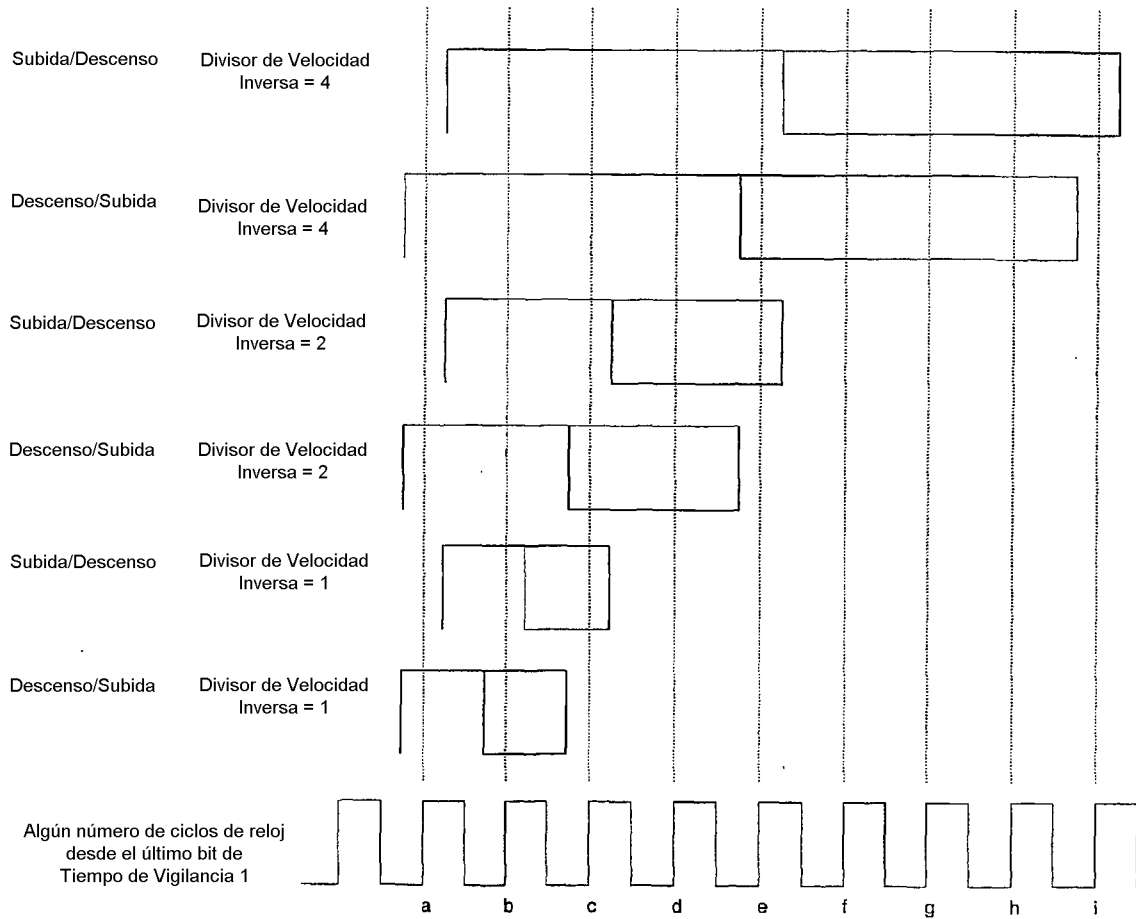 Subida/Descenso
Divisor de Velocidad
Inversa = 4
Descenso/Subida
Divisor de Velocidad
Inversa = 4
Subida/Descenso
Divisor de Velocidad
Inversa = 2
Descenso/Subida
Divisor de Velocidad
Inversa = 2
Subida/Descenso
Divisor de Velocidad
Inversa = 1
Descenso/Subida
Divisor de Velocidad
Inversa = 1
Algún número de ciclos de reloj
desde el último bit de
Tiempo de Vigilancia 1
a b c d e f g h i